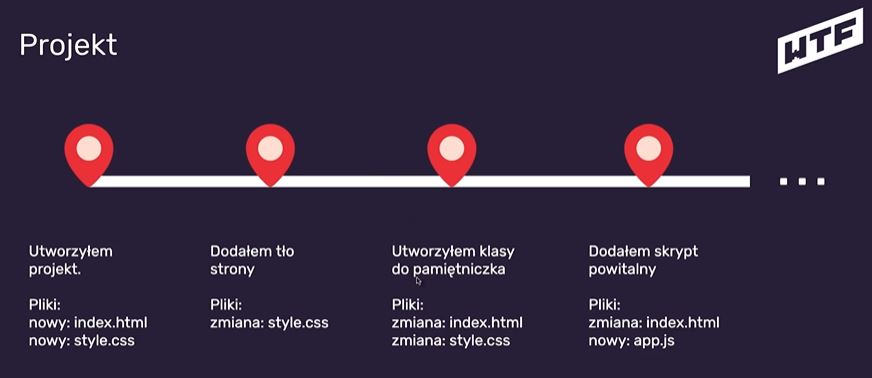 Projekt
WTF
Utworzyłem
projekt.
Pliki:
nowy: index.html
nowy: style.css
Dodałem tło
strony
Pliki:
zmiana: style.css
Utworzyłem klasy
do pamiętniczka
Pliki:
zmiana: index.html
zmiana: style.css
Dodałem skrypt
powitalny
Pliki:
zmiana: index.html
nowy: app.js